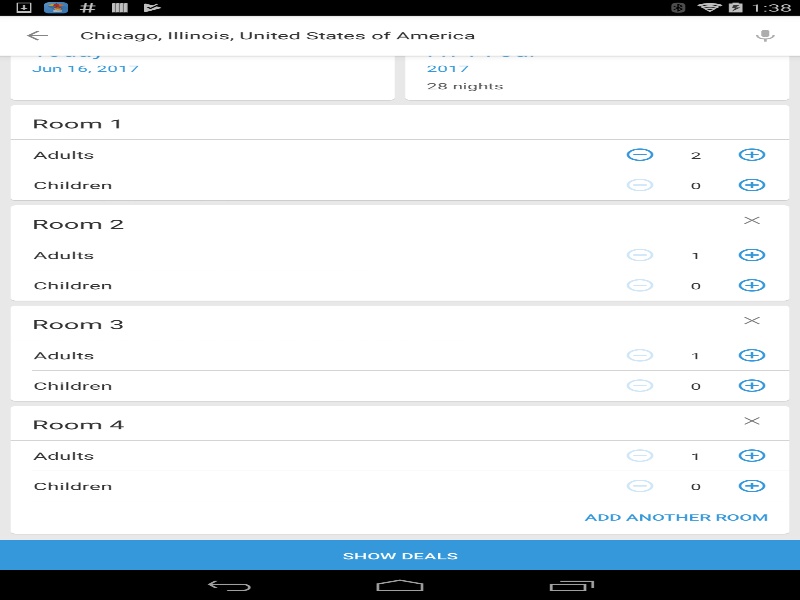 1:38
Chicago, Illinois, United States of America
Jun 16, 2017
2017
28 nights
Room 1
Adults 2
Children 0
Room 2
Adults 1
Children 0
Room 3
Adults 1
Children 0
Room 4
Adults 1
Children 0
ADD ANOTHER ROOM
SHOW DEALS